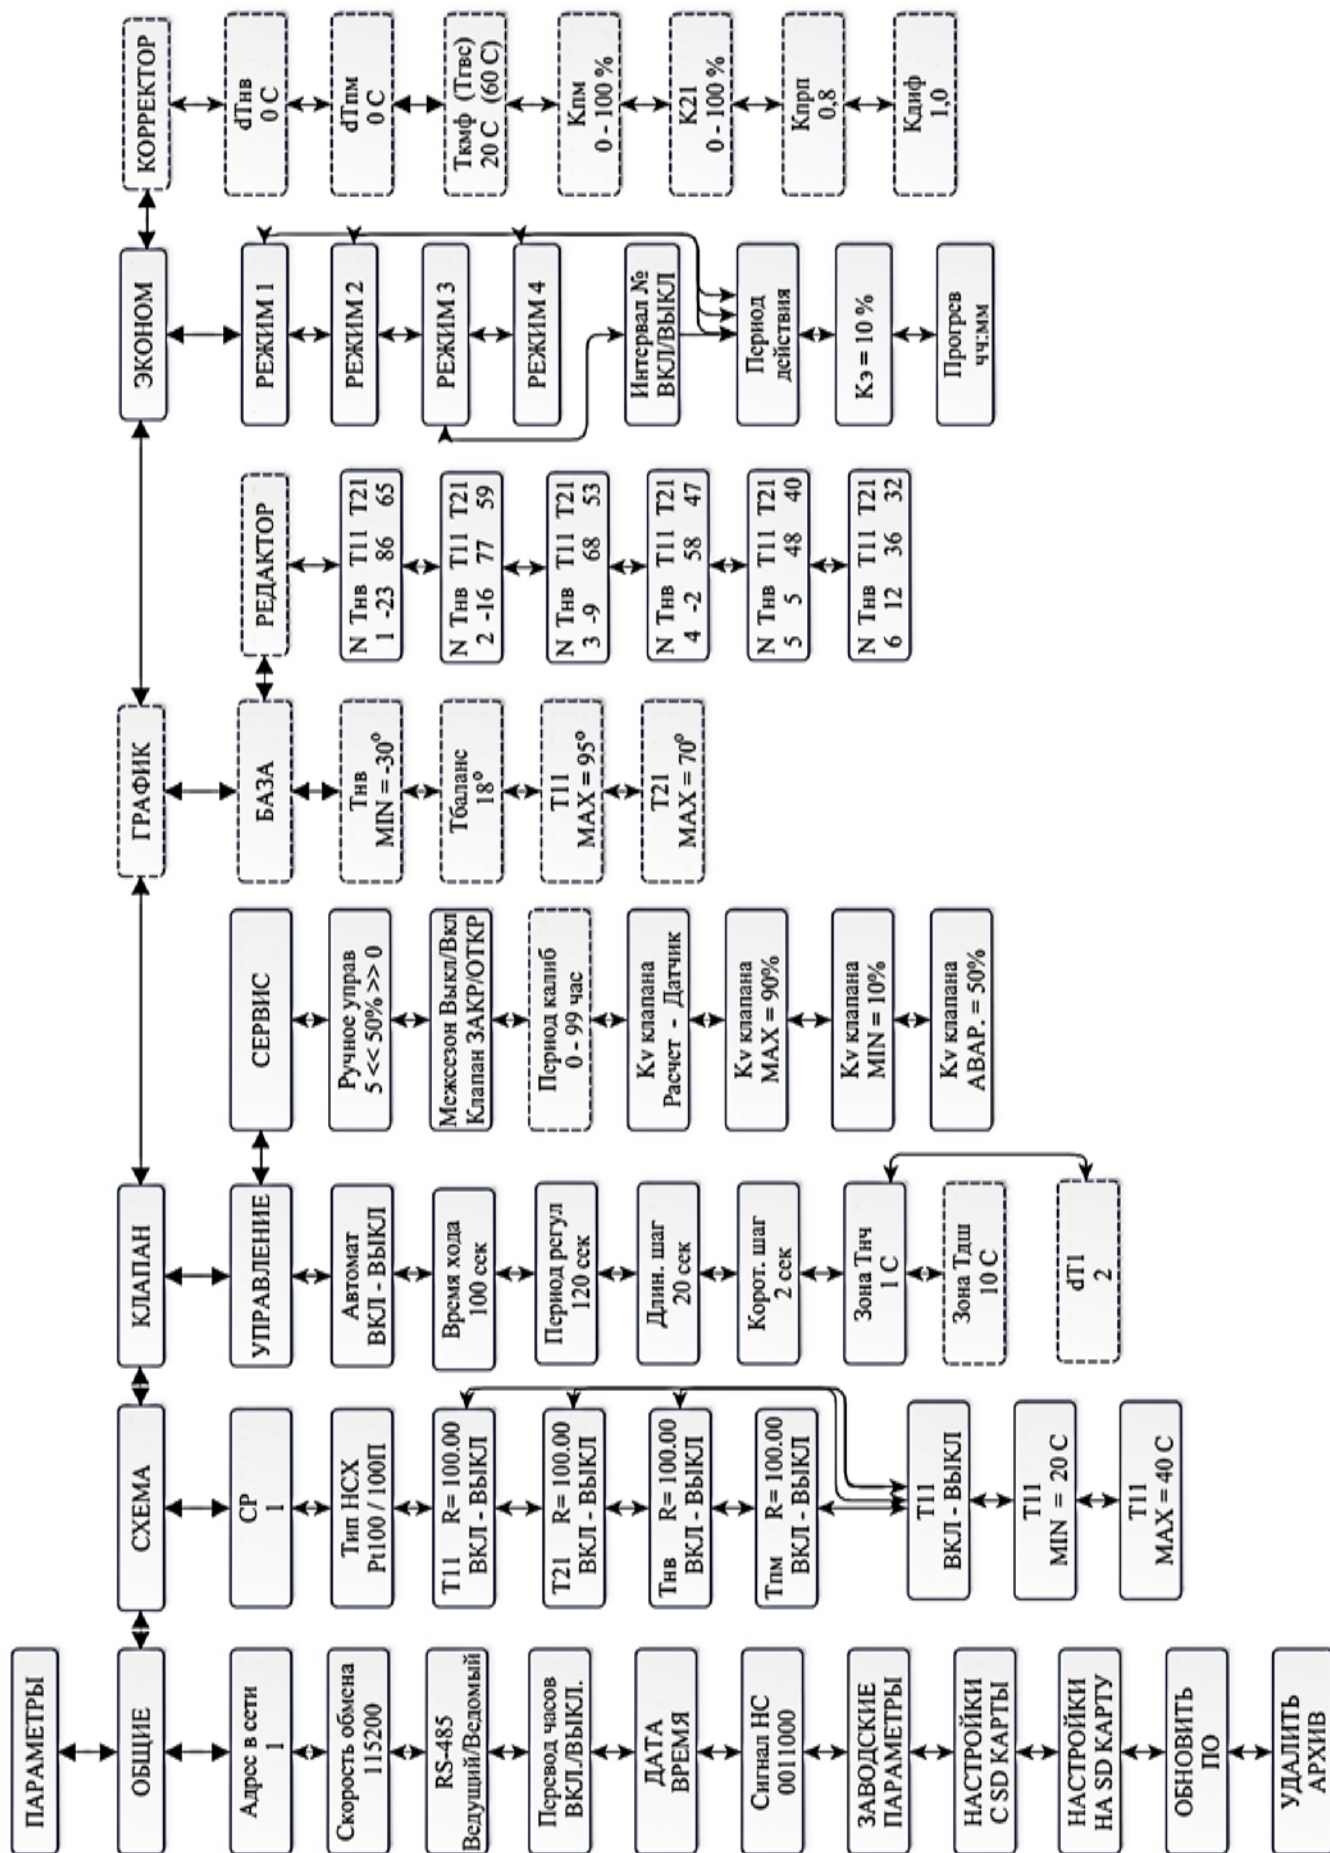 ПАРАМЕТРЫ
ОБЩИЕ
Адрес в сети
1
Скорость обмена
115200
RS-485
Ведущий/Ведомый
Перевод часов
ВКЛ./ВЫКЛ.
ДАТА
ВРЕМЯ
Сигнал НС
0011000
ЗАВОДСКИЕ
ПАРАМЕТРЫ
НАСТРОЙКИ
С SD КАРТЫ
НАСТРОЙКИ
НА SD КАРТУ
ОБНОВИТЬ
ПО
УДАЛИТЬ
АРХИВ
СХЕМА
СР
1
Тип НСХ
Pt100 / 100П
T11 R= 100.00
ВКЛ - ВЫКЛ
T21 R= 100.00
ВКЛ - ВЫКЛ
Тнв R= 100.00
ВКЛ - ВЫКЛ
Тпм R= 100.00
ВКЛ - ВЫКЛ
T11
ВКЛ - ВЫКЛ
T11
MIN = 20 C
T11
MAX = 40 C
КЛАПАН
УПРАВЛЕНИЕ
Автомат
ВКЛ - ВЫКЛ
Время хода
100 сек
Период регул
120 сек
Длин. шаг
20 сек
Корот. шаг
2 сек
Зона Тнч
1 С
Зона Тдш
10 С
dT1
2
СЕРВИС
Ручное управ
5 << 50% >> 0
Межсезон Выкл/Вкл
Клапан ЗАКР/ОТКР
Период калиб
0 - 99 час
Kv клапана
Расчет - Датчик
Kv клапана
MAX = 90%
Kv клапана
MIN = 10%
Kv клапана
АВАР. = 50%
ГРАФИК
БАЗА
Тнв
MIN = -30°
Тбаланс
18°
T11
MAX = 95°
T21
MAX = 70°
РЕДАКТОР
N Тнв T11 T21
1 -23 86 65
N Тнв T11 T21
2 -16 77 59
N Тнв T11 T21
3 -9 68 53
N Тнв T11 T21
4 -2 58 47
N Тнв T11 T21
5 5 48 40
N Тнв T11 T21
6 12 36 32
ЭКОНОМ
РЕЖИМ 1
РЕЖИМ 2
РЕЖИМ 3
РЕЖИМ 4
Интервал №
ВКЛ/ВЫКЛ
Период
действия
Кэ = 10 %
Прогрев
чч:мм
КОРРЕКТОР
dТнв
0 С
dТпм
0 С
Ткмф (Тгвс)
20 С (60 С)
Кпм
0 - 100 %
К21
0 - 100 %
Кпрп
0,8
Кдиф
1,0